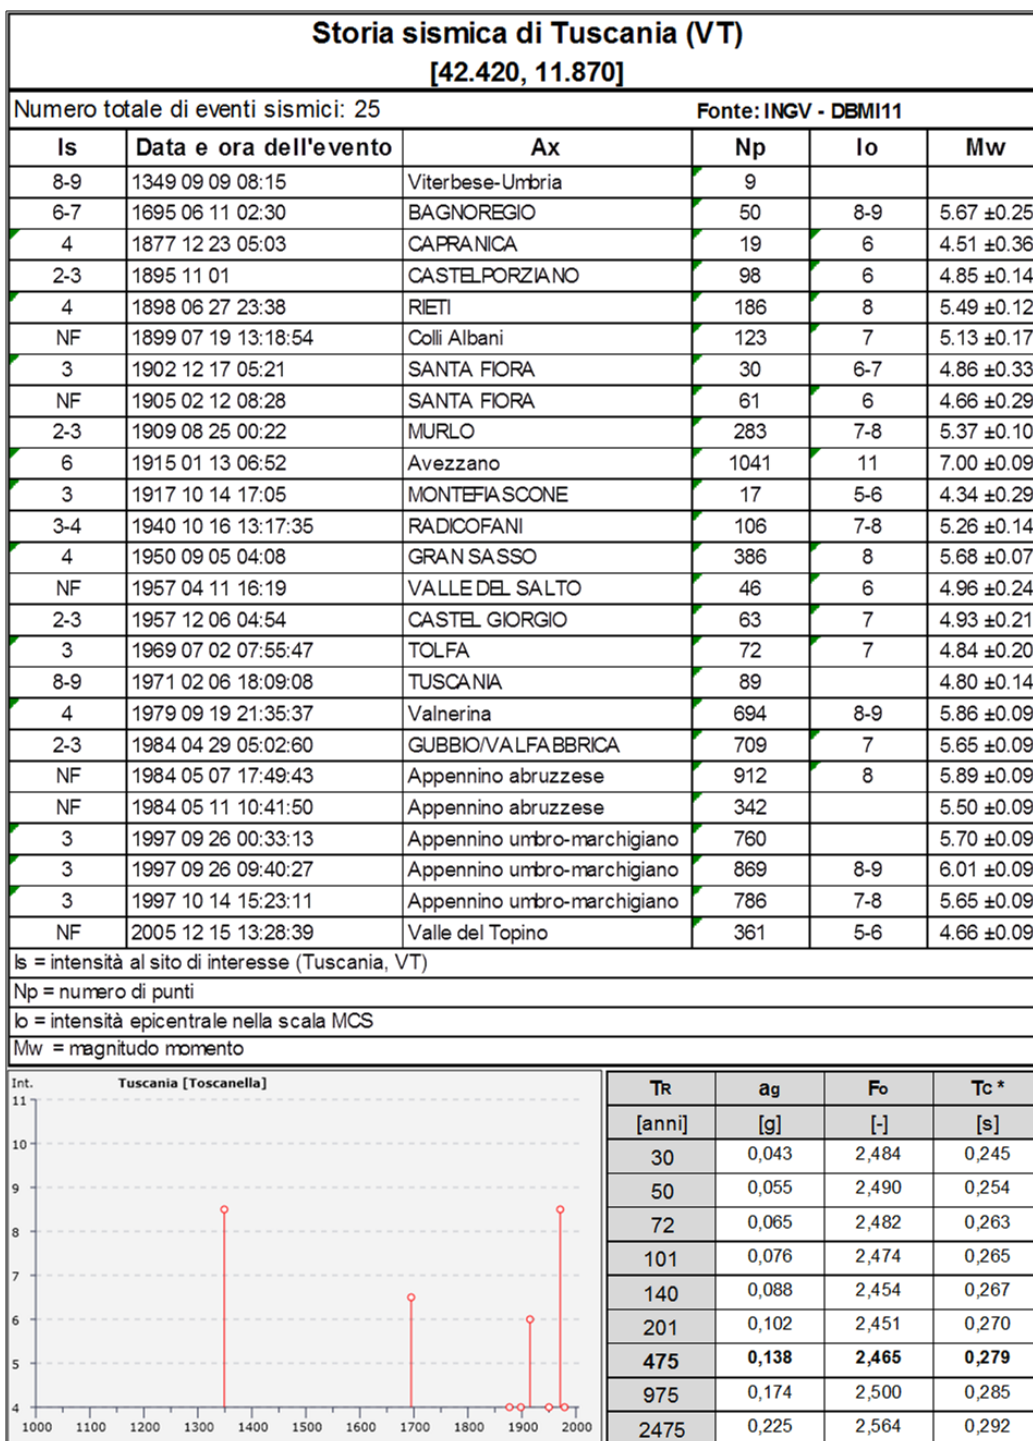 Storia sismica di Tuscania (VT)
[42.420, 11.870]
Numero totale di eventi sismici: 25 Fonte: INGV - DBMI11
Is Data e ora dell'evento Ax Np Io Mw
8-9 1349 09 09 08:15 Viterbese-Umbria 9
6-7 1695 06 11 02:30 BAGNOREGIO 50 8-9 5.67 ±0.25
4 1877 12 23 05:03 CAPRANICA 19 6 4.51 ±0.36
2-3 1895 11 01 CASTELPORZIANO 98 6 4.85 ±0.14
4 1898 06 27 23:38 RIETI 186 8 5.49 ±0.12
NF 1899 07 19 13:18:54 Colli Albani 123 7 5.13 ±0.17
3 1902 12 17 05:21 SANTA FIORA 30 6-7 4.86 ±0.33
NF 1905 02 12 08:28 SANTA FIORA 61 6 4.66 ±0.29
2-3 1909 08 25 00:22 MURLO 283 7-8 5.37 ±0.10
6 1915 01 13 06:52 Avezzano 1041 11 7.00 ±0.09
3 1917 10 14 17:05 MONTEFIASCONE 17 5-6 4.34 ±0.29
3-4 1940 10 16 13:17:35 RADICOFANI 106 7-8 5.26 ±0.14
4 1950 09 05 04:08 GRAN SASSO 386 8 5.68 ±0.07
NF 1957 04 11 16:19 VALLE DEL SALTO 46 6 4.96 ±0.24
2-3 1957 12 06 04:54 CASTEL GIORGIO 63 7 4.93 ±0.21
3 1969 07 02 07:55:47 TOLFA 72 7 4.84 ±0.20
8-9 1971 02 06 18:09:08 TUSCANIA 89 4.80 ±0.14
4 1979 09 19 21:35:37 Valnerina 694 8-9 5.86 ±0.09
2-3 1984 04 29 05:02:60 GUBBIO/VALFABBRICA 709 7 5.65 ±0.09
NF 1984 05 07 17:49:43 Appennino abruzzese 912 8 5.89 ±0.09
NF 1984 05 11 10:41:50 Appennino abruzzese 342 5.50 ±0.09
3 1997 09 26 00:33:13 Appennino umbro-marchigiano 760 5.70 ±0.09
3 1997 09 26 09:40:27 Appennino umbro-marchigiano 869 8-9 6.01 ±0.09
3 1997 10 14 15:23:11 Appennino umbro-marchigiano 786 7-8 5.65 ±0.09
NF 2005 12 15 13:28:39 Valle del Topino 361 5-6 4.66 ±0.09
Is = intensità al sito di interesse (Tuscania, VT)
Np = numero di punti
Io = intensità epicentrale nella scala MCS
Mw = magnitudo momento
Int. Tuscania [Toscanella]
11
10
9
8
7
6
5
4
1000 1100 1200 1300 1400 1500 1600 1700 1800 1900 2000
TR ag Fo TC *
[anni] [g] [-] [s]
30 0,043 2,484 0,245
50 0,055 2,490 0,254
72 0,065 2,482 0,263
101 0,076 2,474 0,265
140 0,088 2,454 0,267
201 0,102 2,451 0,270
475 0,138 2,465 0,279
975 0,174 2,500 0,285
2475 0,225 2,564 0,292